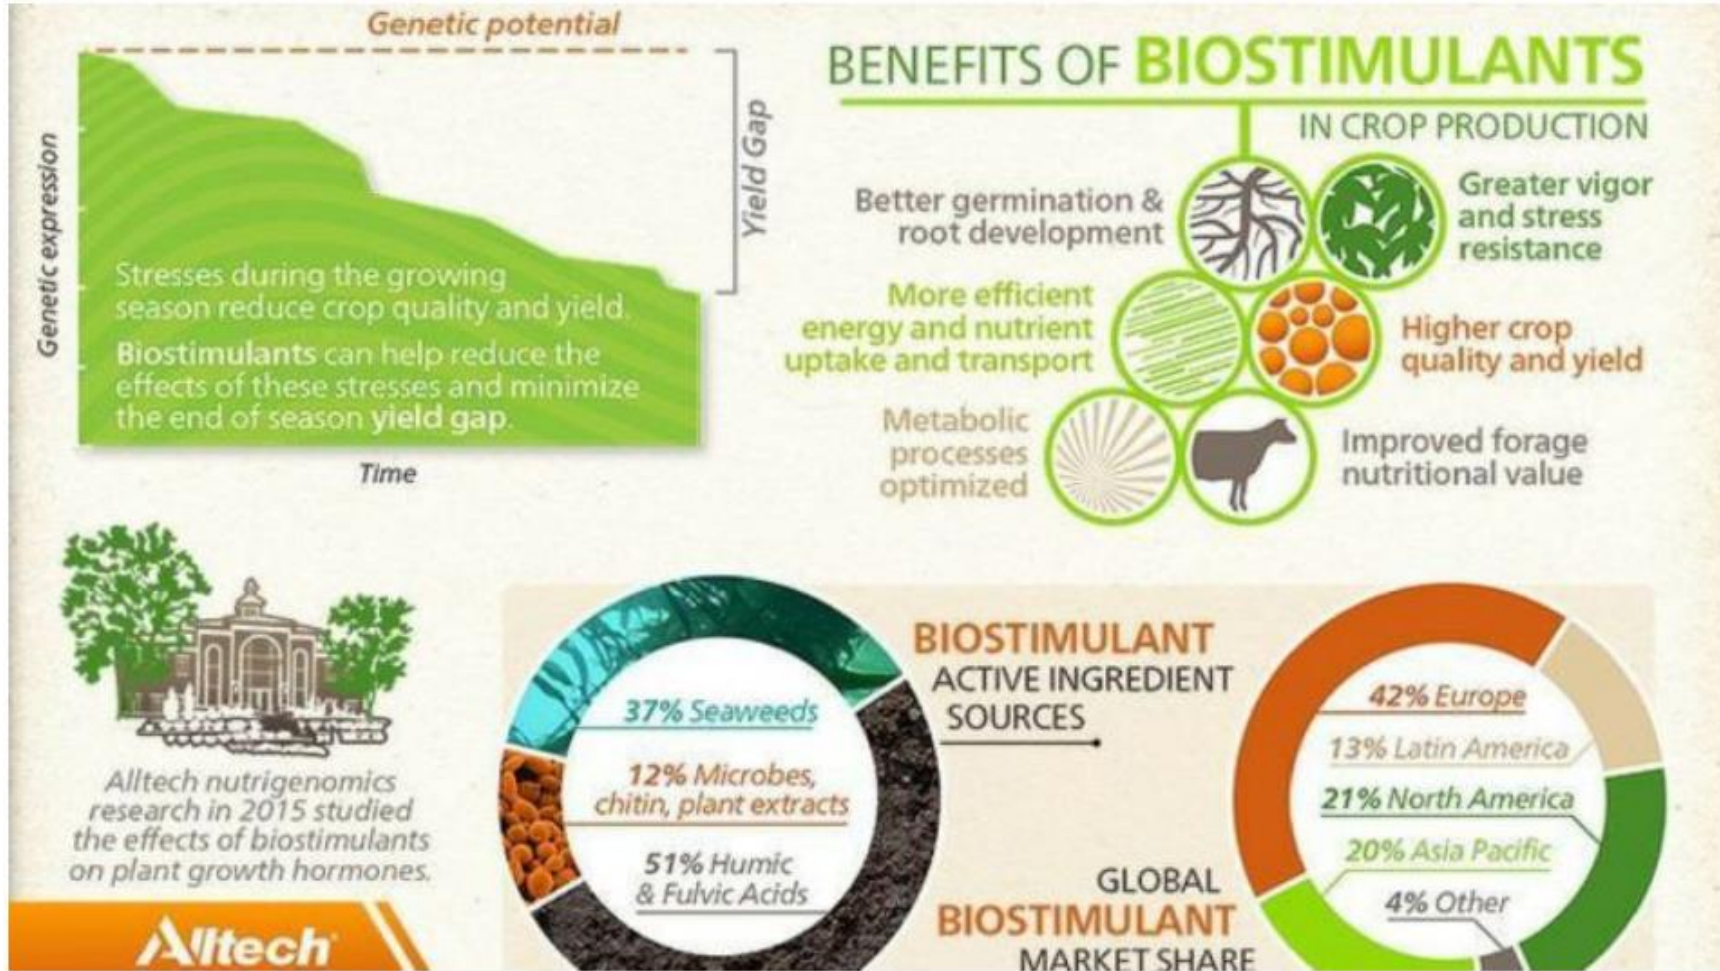 Genetic potential
Genetic expression
Yield Gap
Stresses during the growing
season reduce crop quality and yield.
Biostimulants can help reduce the
effects of these stresses and minimize
the end of season yield gap.
Time
BENEFITS OF BIOSTIMULANTS
IN CROP PRODUCTION
Better germination &
root development
Greater vigor
and stress
resistance
More efficient
energy and nutrient
uptake and transport
Higher crop
quality and yield
Metabolic
processes
optimized
Improved forage
nutritional value
Alltech nutrigenomics
research in 2015 studied
the effects of biostimulants
on plant growth hormones.
Alltech
BIOSTIMULANT
ACTIVE INGREDIENT
SOURCES
37% Seaweeds
12% Microbes,
chitin, plant extracts
51% Humic
& Fulvic Acids
GLOBAL
BIOSTIMULANT
MARKET SHARE
42% Europe
13% Latin America
21% North America
20% Asia Pacific
4% Other